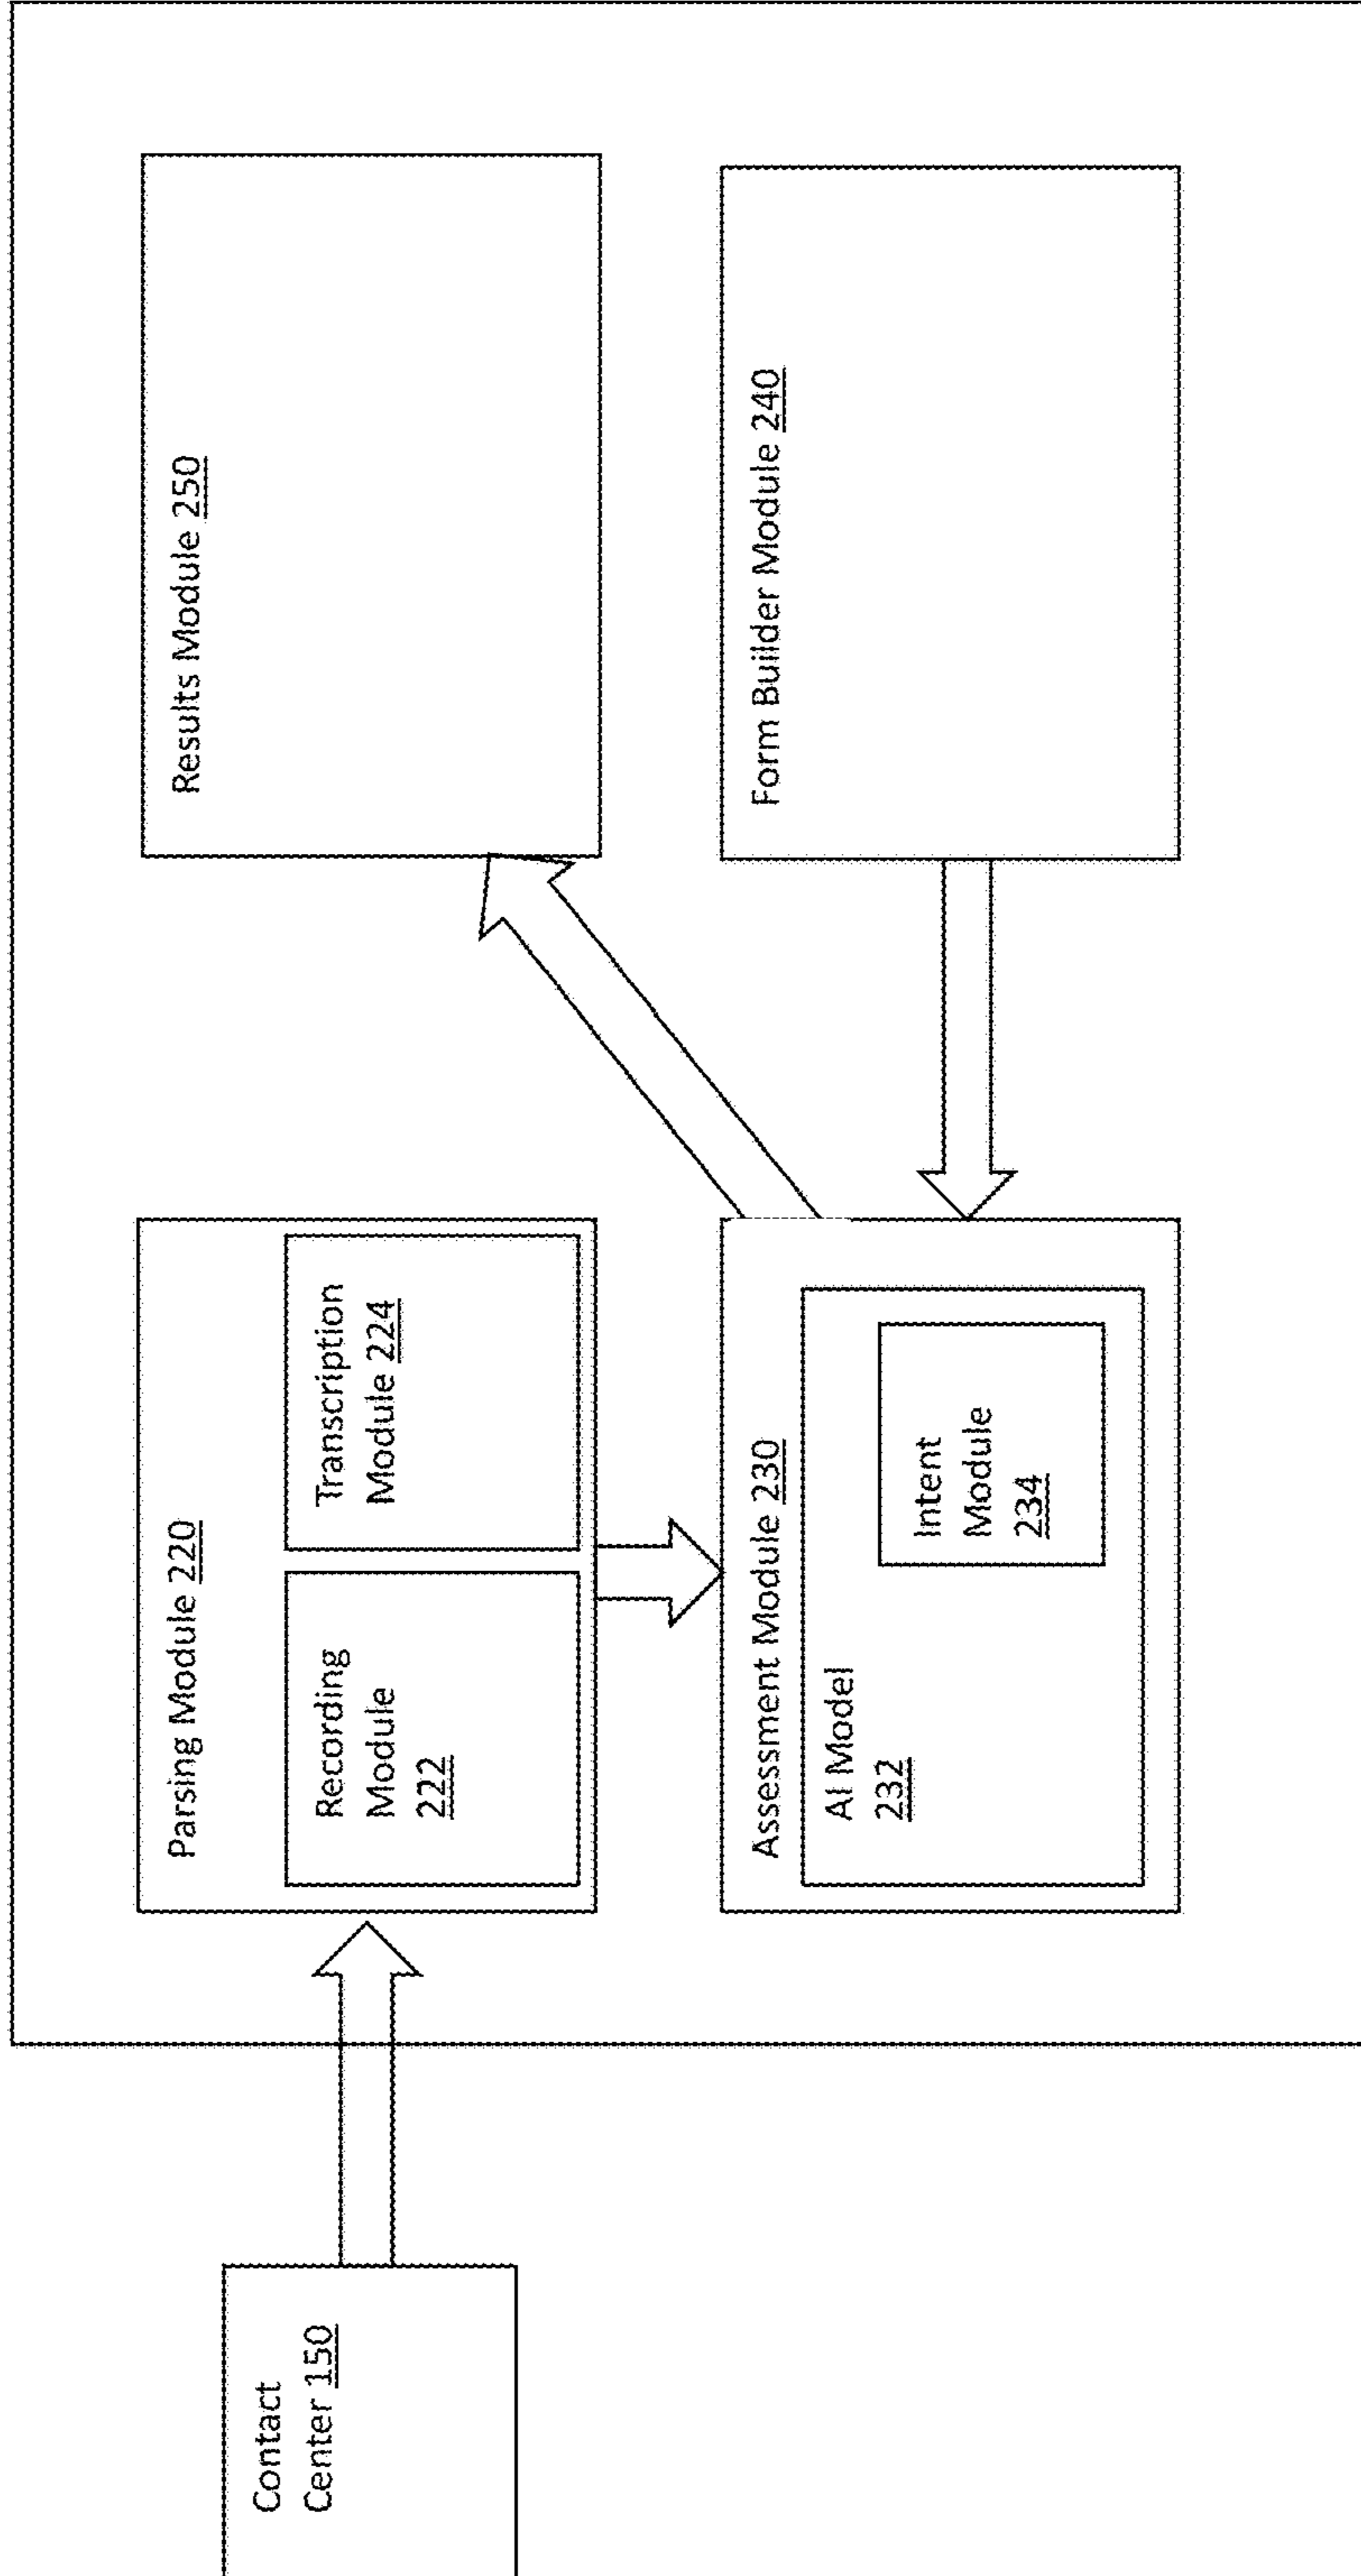 Contact
Center 150
Parsing Module 220
Recording
Module
222
Transcription
Module 224
Results Module 250
Assessment Module 230
AI Model
232
Intent
Module
234
Form Builder Module 240